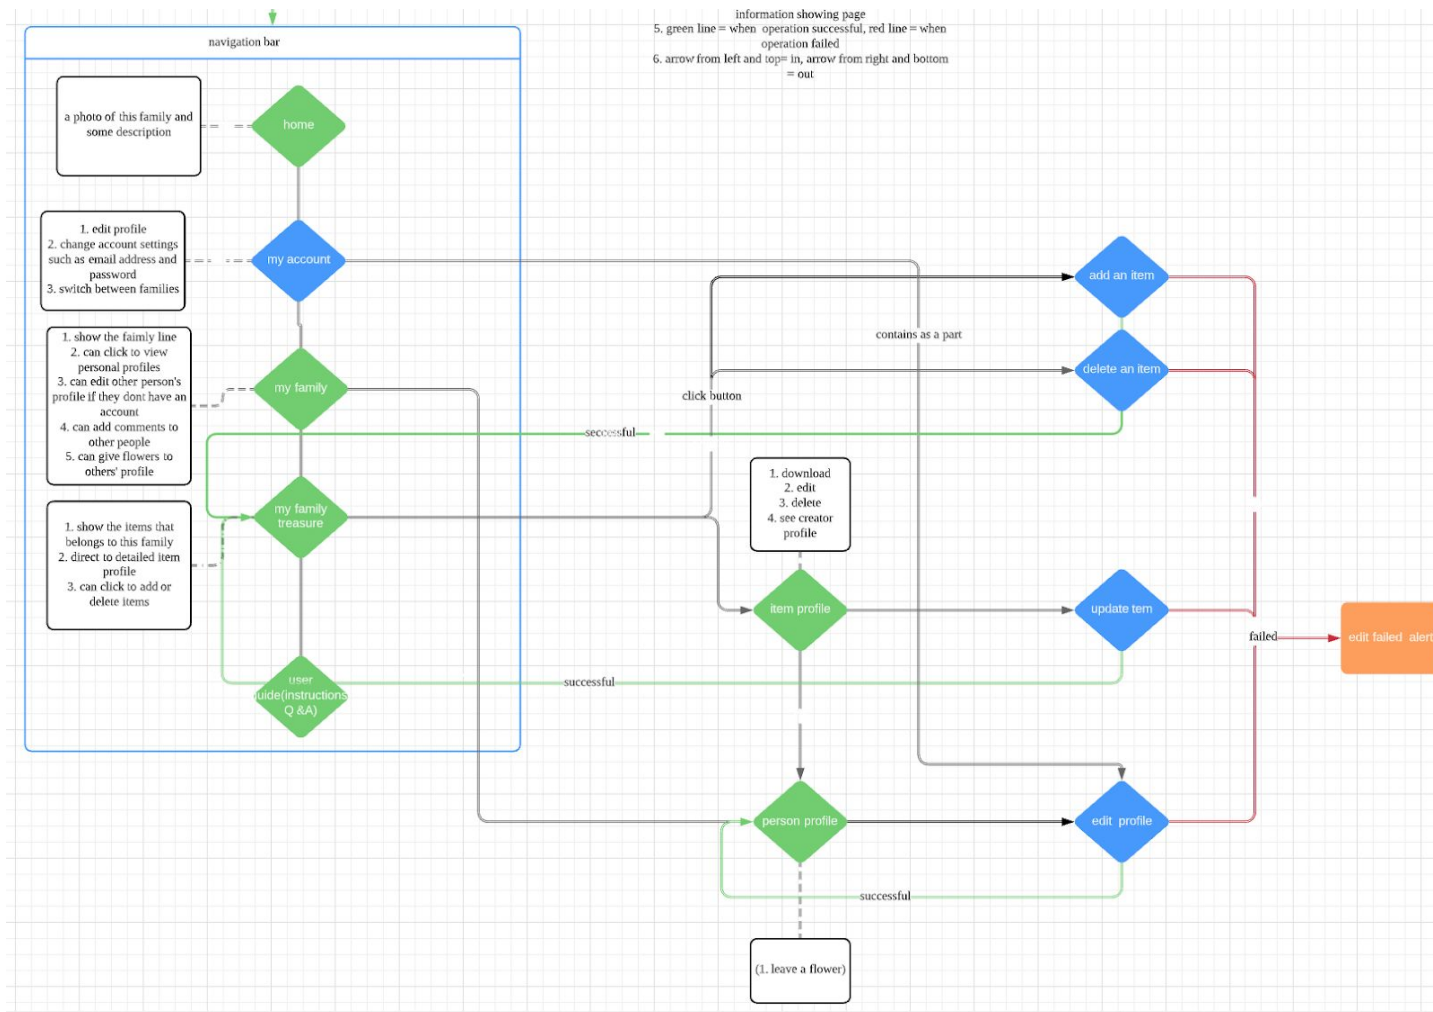 information showing page
5. green line = when operation successful, red line = when
operation failed
6. arrow from left and top= in, arrow from right and bottom
= out
navigation bar
a photo of this family and
some description
home
1. edit profile
2. change account settings
such as email address and
password
3. switch between families
my account
add an item
contains as a part
delete an item
click button
1. show the faimly line
2. can click to view
personal profiles
3. can edit other person's
profile if they dont have an
account
4. can add comments to
other people
5. can give flowers to
others' profile
my family
seccessful
1. download
2. edit
3. delete
4. see creator
profile
my family
treasure
1. show the items that
belongs to this family
2. direct to detailed item
profile
3. can click to add or
delete items
item profile
update tem
failed
edit failed alert
user
uide(instructions
Q &A)
successful
person profile
edit profile
successful
(1. leave a flower)